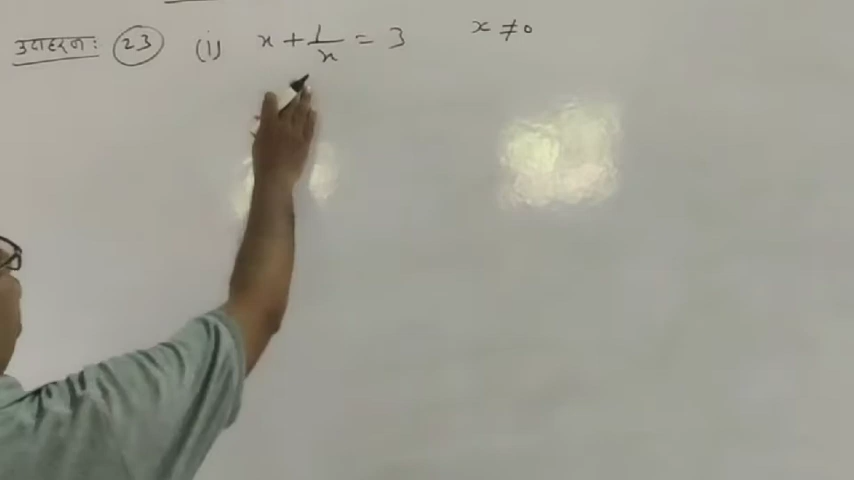 उदाहरण: 23 (i) x + 1/x = 3 x ≠ 0